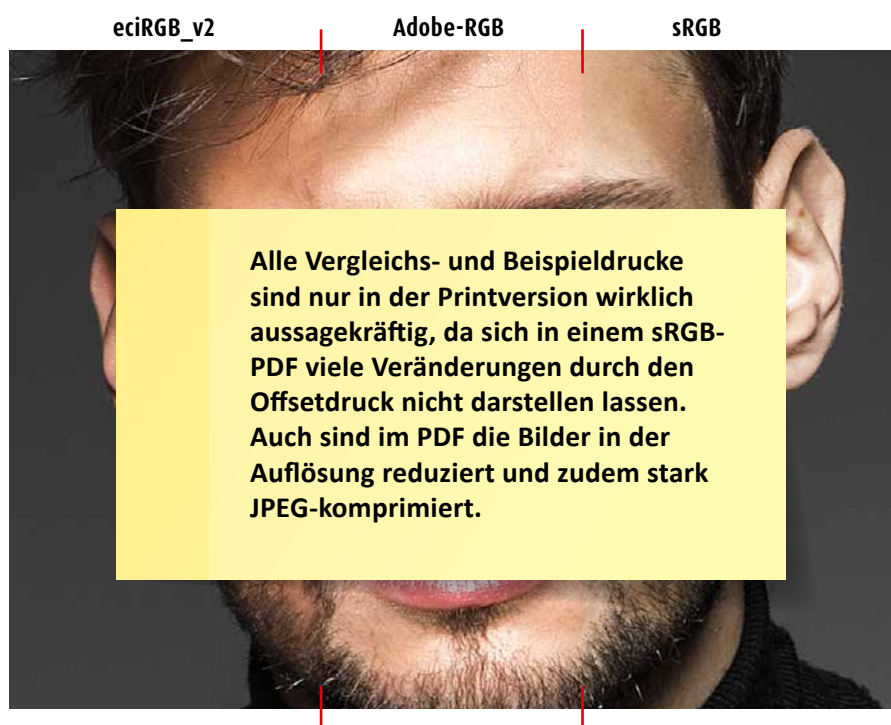 eciRGB_v2 Adobe-RGB sRGB
Alle Vergleichs- und Beispieldrucke
sind nur in der Printversion wirklich
aussagekräftig, da sich in einem sRGB-
PDF viele Veränderungen durch den
Offsetdruck nicht darstellen lassen.
Auch sind im PDF die Bilder in der
Auflösung reduziert und zudem stark
JPEG-komprimiert.